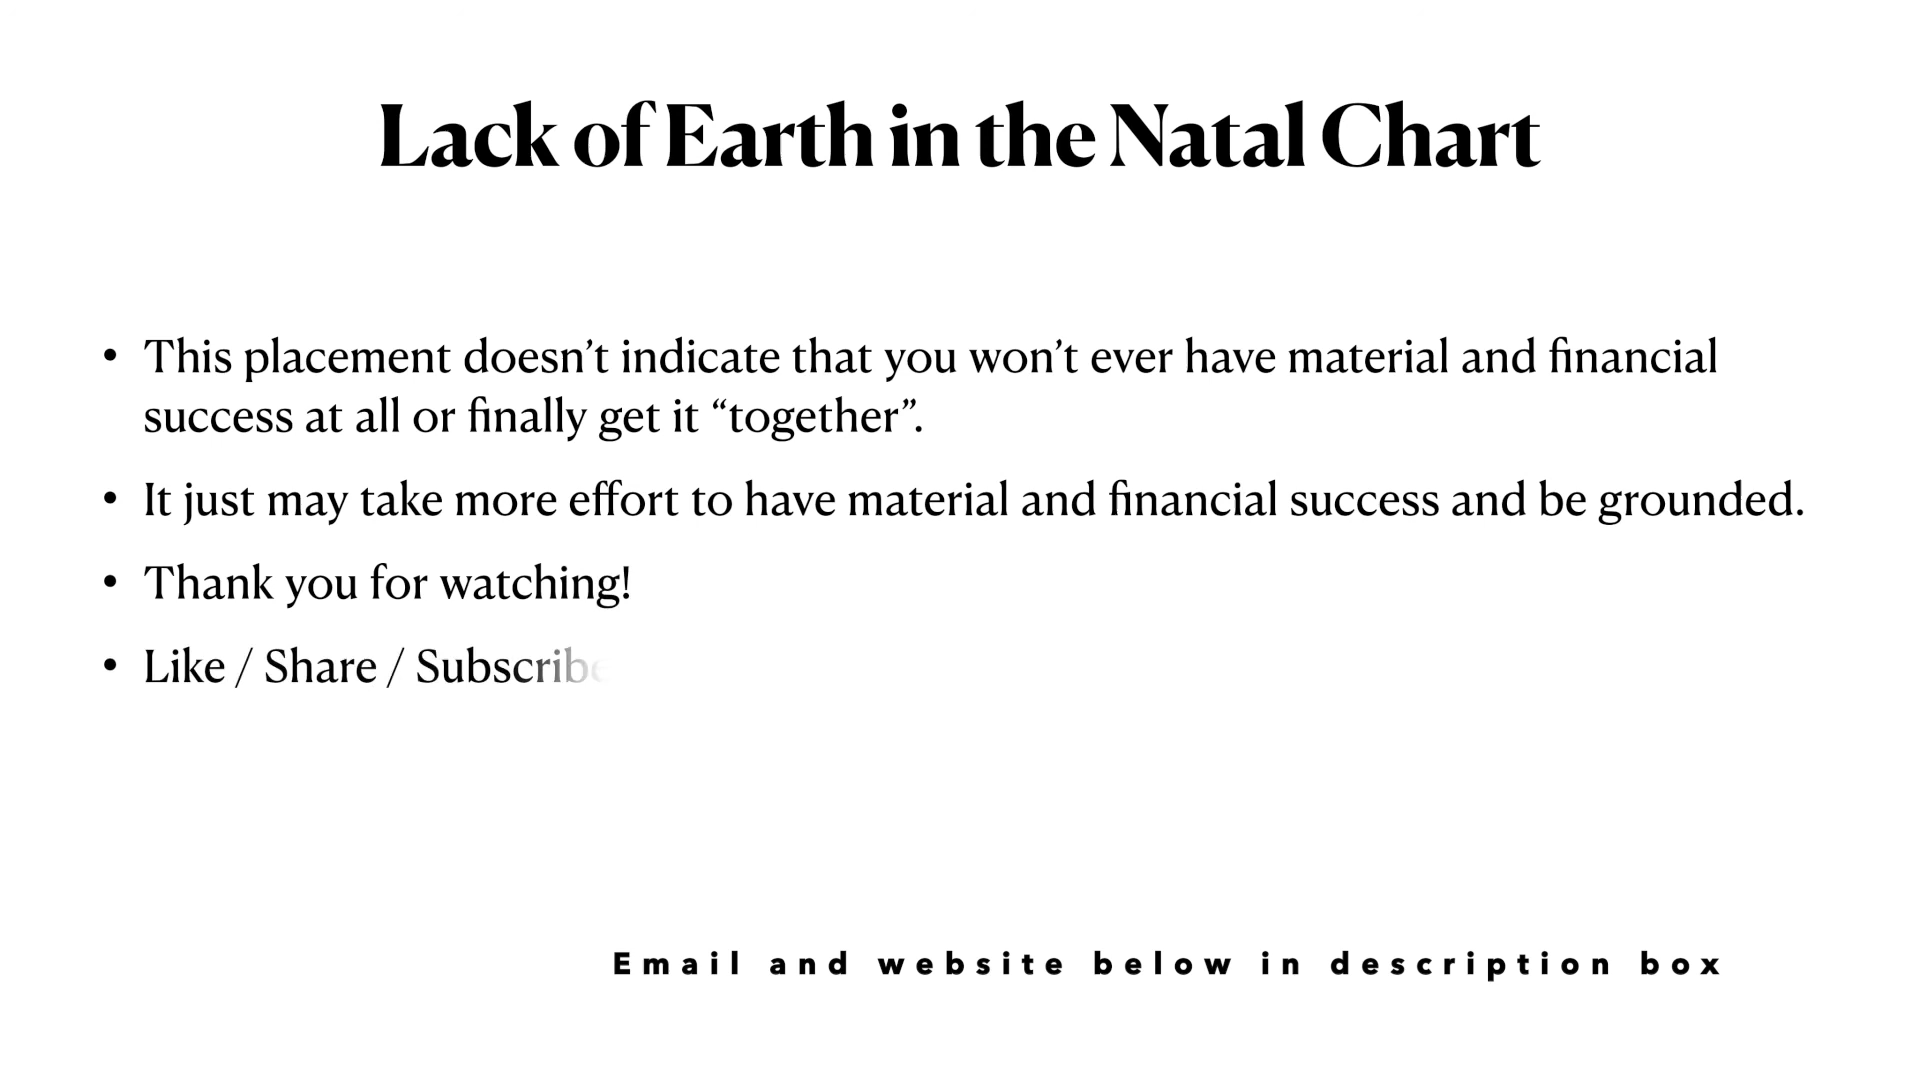 Lack of Earth in the Natal Chart
• This placement doesn’t indicate that you won’t ever have material and financial
success at all or finally get it “together”.
• It just may take more effort to have material and financial success and be grounded.
• Thank you for watching!
• Like / Share / Subscribe
Email and website below in description box